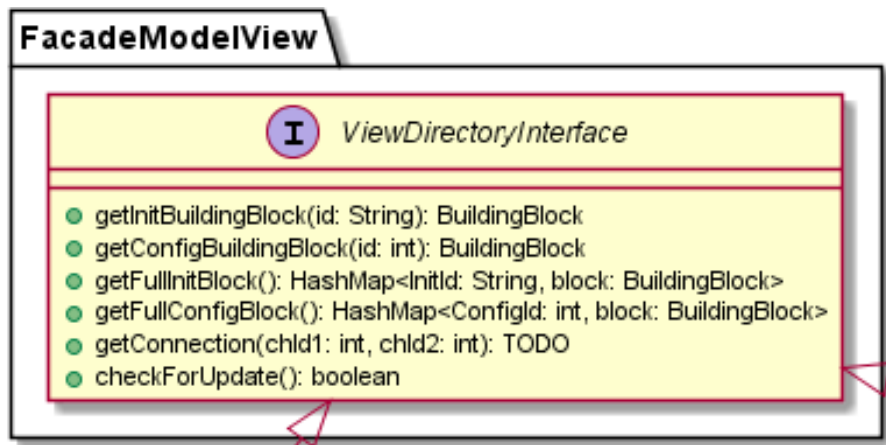 FacadeModelView
I ViewDirectoryInterface
getInitBuildingBlock(id: String): BuildingBlock
getConfigBuildingBlock(id: int): BuildingBlock
getFullInitBlock(): HashMap<InitId: String, block: BuildingBlock>
getFullConfigBlock(): HashMap<ConfigId: int, block: BuildingBlock>
getConnection(chId1: int, chId2: int): TODO
checkForUpdate(): boolean